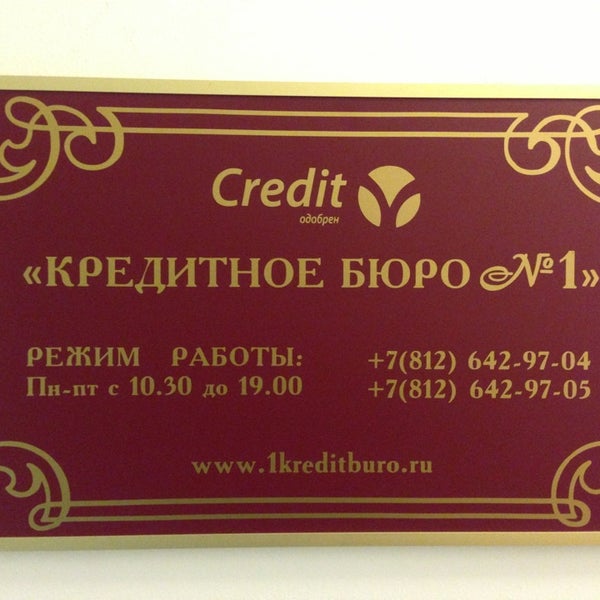 Credit
одобрен
«КРЕДИТНОЕ БЮРО №1»
РЕЖИМ РАБОТЫ: +7(812) 642-97-04
Пн-пт с 10.30 до 19.00 +7(812) 642-97-05
www.1kreditburo.ru